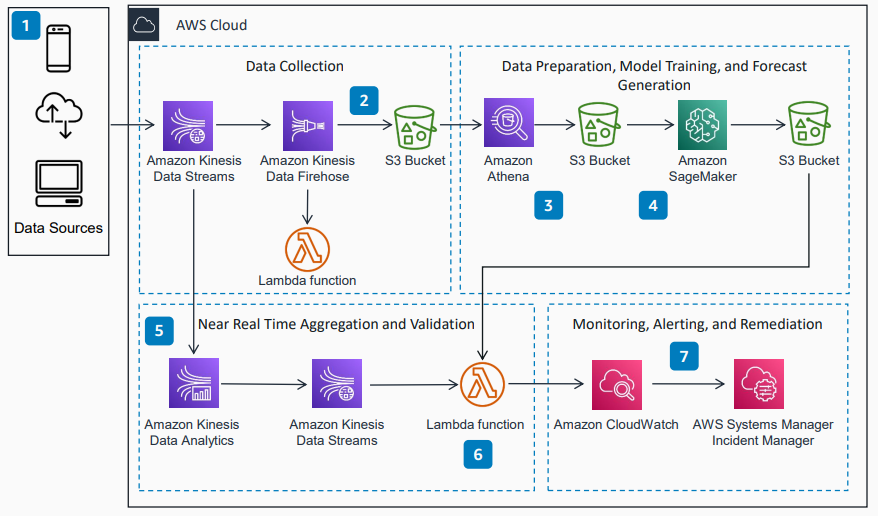 1
AWS Cloud
Data Sources
Data Collection
2
Amazon Kinesis
Data Streams
Amazon Kinesis
Data Firehose
S3 Bucket
Lambda function
Data Preparation, Model Training, and Forecast
Generation
Amazon
Athena
S3 Bucket
Amazon
SageMaker
S3 Bucket
3
4
5
Near Real Time Aggregation and Validation
Amazon Kinesis
Data Analytics
Amazon Kinesis
Data Streams
Lambda function
6
Monitoring, Alerting, and Remediation
7
Amazon CloudWatch
AWS Systems Manager
Incident Manager